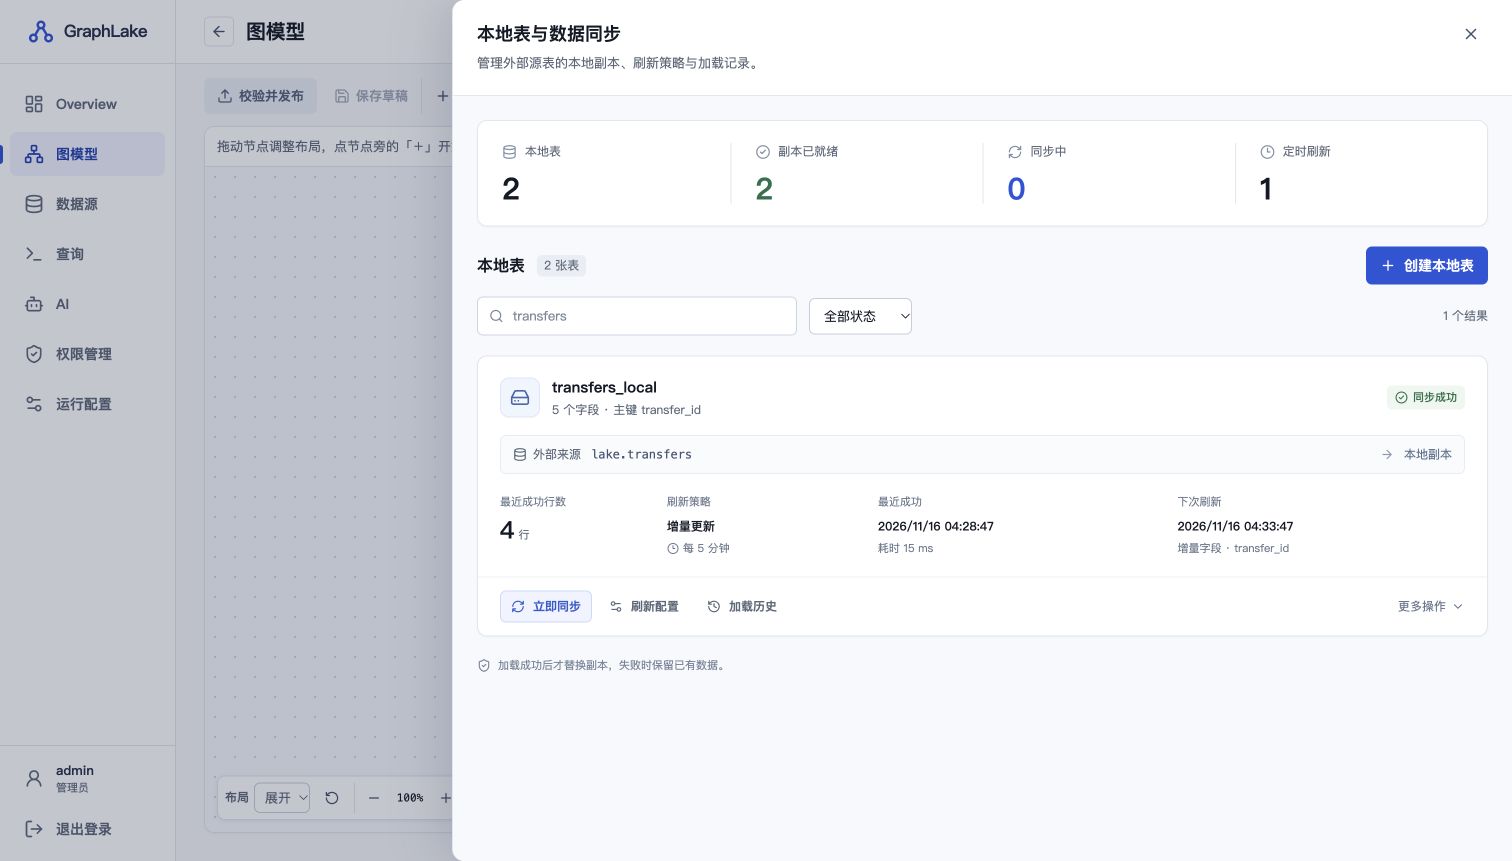 GraphLake
Overview
图模型
数据源
查询
AI
权限管理
运行配置
admin
管理员
退出登录
图模型
校验并发布
保存草稿
拖动节点调整布局，点节点旁的「+」开
布局
展开
100%
本地表与数据同步
管理外部源表的本地副本、刷新策略与加载记录。
本地表
2
副本已就绪
2
同步中
0
定时刷新
1
本地表 2 张表
创建本地表
transfers
全部状态
1 个结果
transfers_local
5 个字段 · 主键 transfer_id
同步成功
外部来源 lake.transfers
本地副本
最近成功行数
4 行
刷新策略
增量更新
每 5 分钟
最近成功
2026/11/16 04:28:47
耗时 15 ms
下次刷新
2026/11/16 04:33:47
增量字段 · transfer_id
立即同步
刷新配置
加载历史
更多操作
加载成功后才替换副本，失败时保留已有数据。